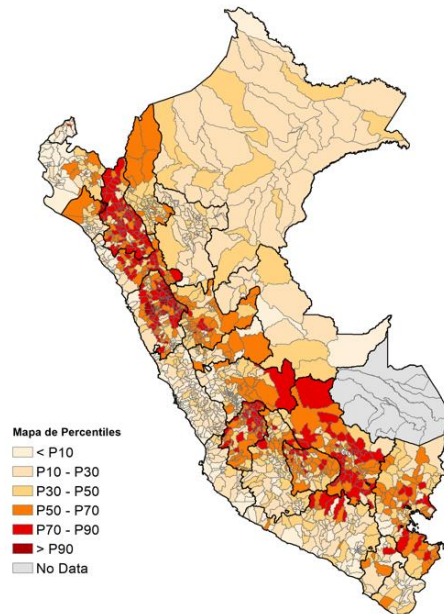 Mapa de Percentiles
< P10
P10 - P30
P30 - P50
P50 - P70
P70 - P90
> P90
No Data